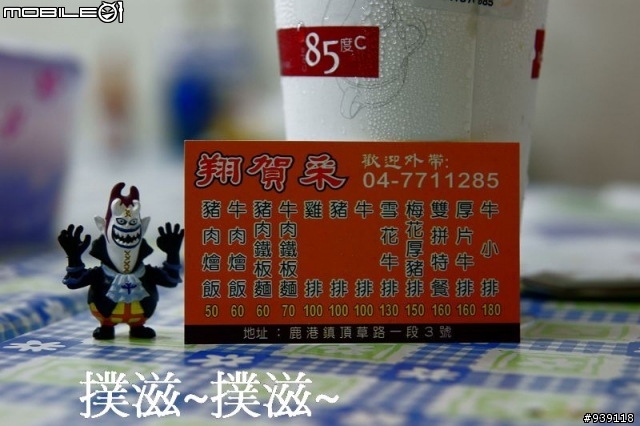 MOBILE01
85度C
翔賀采
歡迎外帶:
04-7711285
豬肉燴飯 50
牛肉燴飯 60
豬肉鐵板麵 60
牛肉鐵板麵 70
雞排 100
豬排 100
牛排 100
雪花牛排 130
梅花厚豬排 150
雙拼特餐 160
厚片牛排 160
牛小排 180
地址：鹿港鎮頂草路一段3號
撲滋~撲滋~
#939118